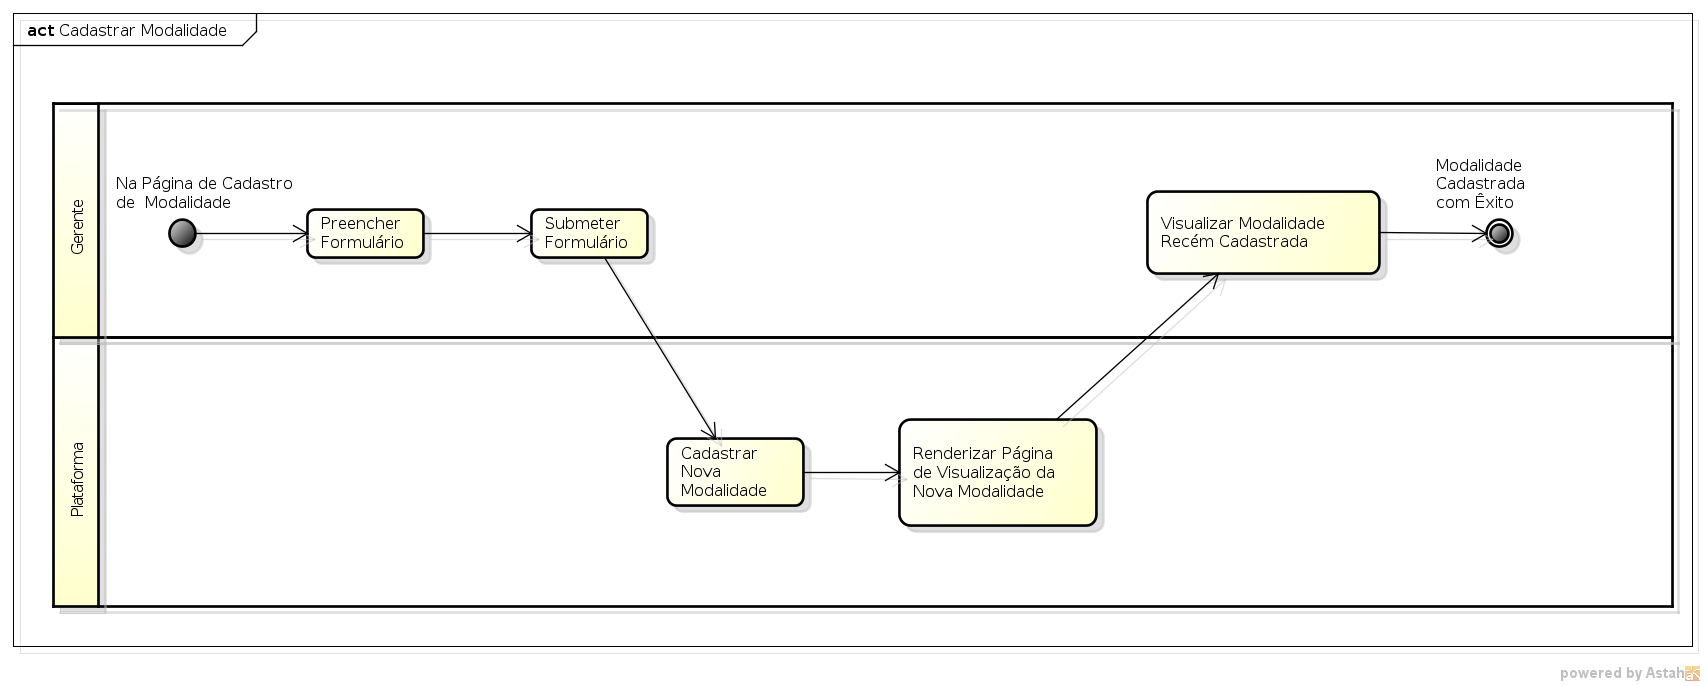 act Cadastrar Modalidade
Gerente
Na Página de Cadastro
de Modalidade
Preencher
Formulário
Submeter
Formulário
Visualizar Modalidade
Recém Cadastrada
Modalidade
Cadastrada
com Êxito
Plataforma
Cadastrar
Nova
Modalidade
Renderizar Página
de Visualização da
Nova Modalidade
powered by Astah